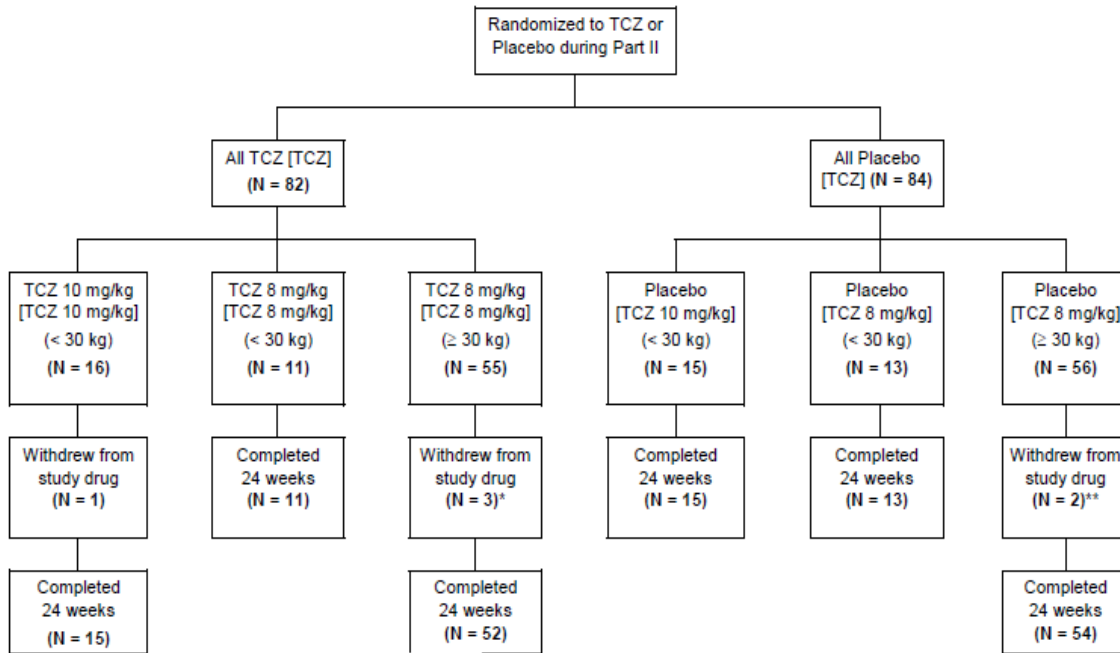 Randomized to TCZ or
Placebo during Part II
All TCZ [TCZ]
(N = 82)
All Placebo
[TCZ] (N = 84)
TCZ 10 mg/kg
[TCZ 10 mg/kg]
(< 30 kg)
(N = 16)
TCZ 8 mg/kg
[TCZ 8 mg/kg]
(< 30 kg)
(N = 11)
TCZ 8 mg/kg
[TCZ 8 mg/kg]
(≥ 30 kg)
(N = 55)
Placebo
[TCZ 10 mg/kg]
(< 30 kg)
(N = 15)
Placebo
[TCZ 8 mg/kg]
(< 30 kg)
(N = 13)
Placebo
[TCZ 8 mg/kg]
(≥ 30 kg)
(N = 56)
Withdrew from
study drug
(N = 1)
Completed
24 weeks
(N = 11)
Withdrew from
study drug
(N = 3)*
Completed
24 weeks
(N = 15)
Completed
24 weeks
(N = 13)
Withdrew from
study drug
(N = 2)**
Completed
24 weeks
(N = 15)
Completed
24 weeks
(N = 52)
Completed
24 weeks
(N = 54)